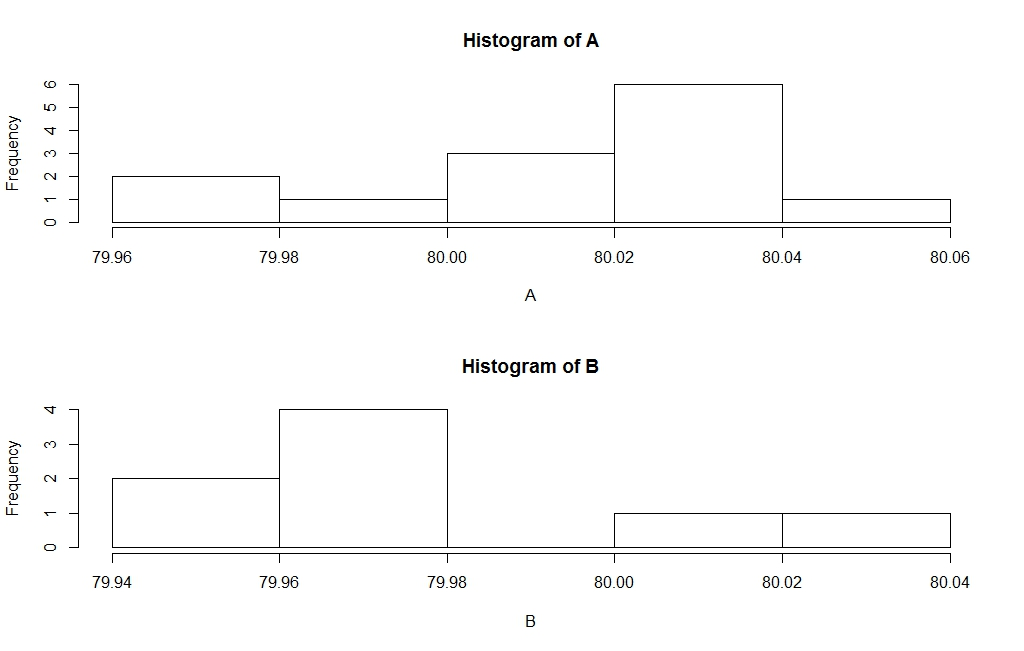 Histogram of A
Frequency
0 1 2 3 4 5 6
79.96 79.98 80.00 80.02 80.04 80.06
A
Histogram of B
Frequency
0 1 2 3 4
79.94 79.96 79.98 80.00 80.02 80.04
B